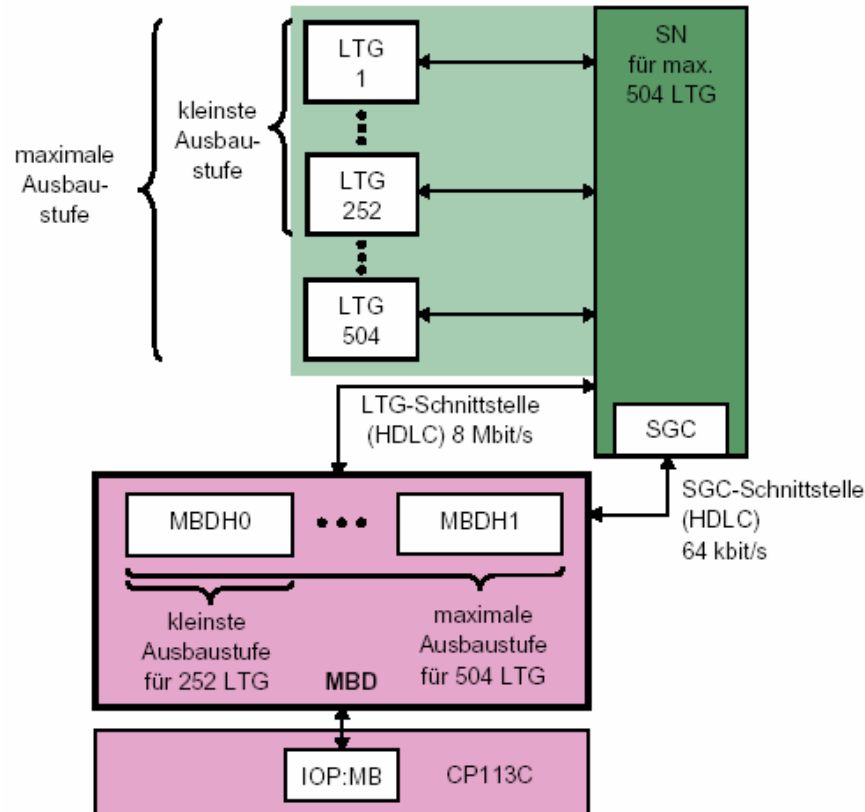 maximale
Ausbau-
stufe
kleinste
Ausbau-
stufe
LTG
1
LTG
252
LTG
504
SN
für max.
504 LTG
SGC
LTG-Schnittstelle
(HDLC) 8 Mbit/s
SGC-Schnittstelle
(HDLC)
64 kbit/s
MBDH0
MBDH1
kleinste
Ausbaustufe
für 252 LTG
MBD
maximale
Ausbaustufe
für 504 LTG
IOP:MB
CP113C